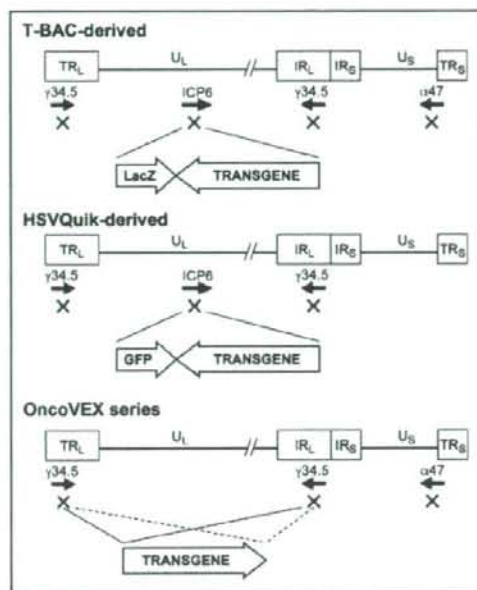 T-BAC-derived
TRL UL // IRL IRS US TRS
γ34.5 ICP6 γ34.5 α47
X X X X
LacZ TRANSGENE
HSVQuik-derived
TRL UL // IRL IRS US TRS
γ34.5 ICP6 γ34.5
X X X
GFP TRANSGENE
OncoVEX series
TRL UL // IRL IRS US TRS
γ34.5 γ34.5 α47
X X X
TRANSGENE